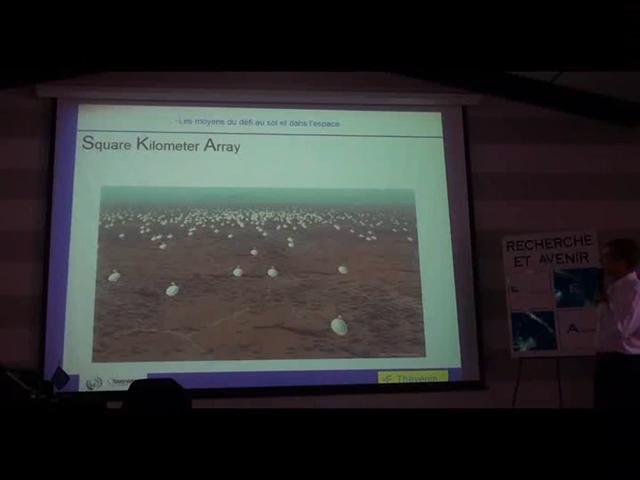 -Les moyens du défi au sol et dans l'espace
Square Kilometer Array
RECHERCHE
ET AVENIR
E
E
A
-F. Thévenin